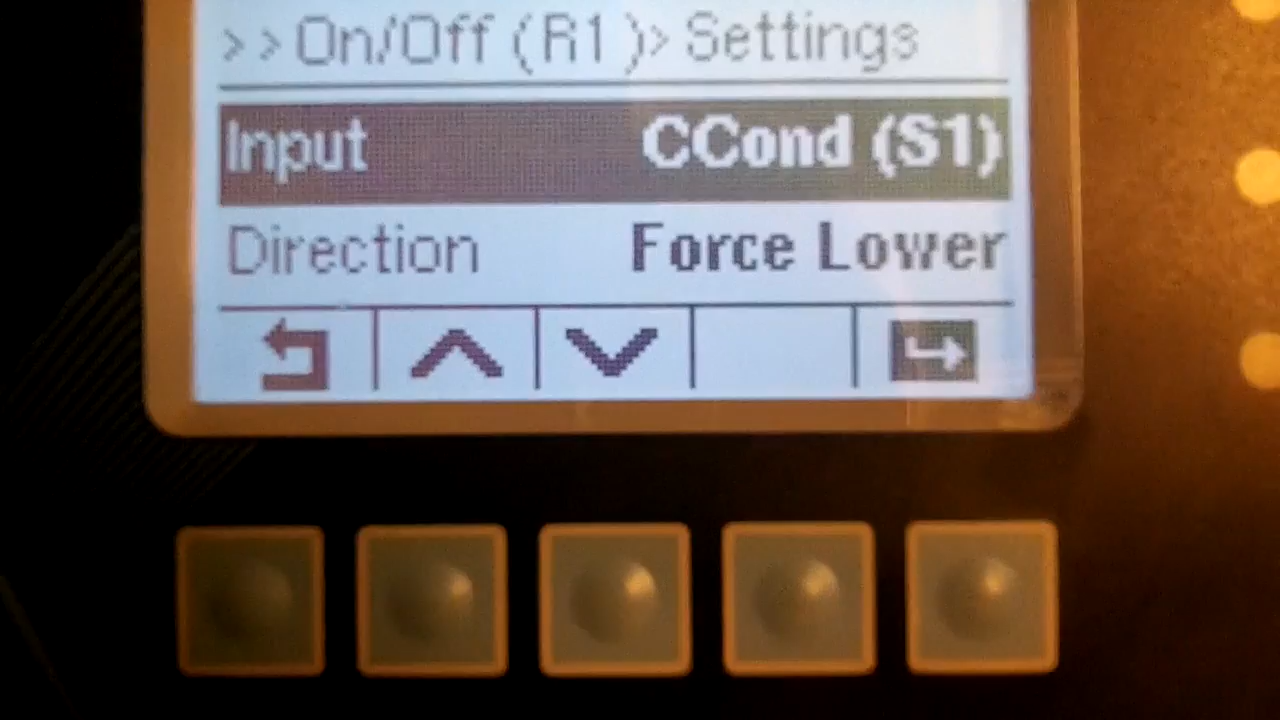 >> On/Off (R1)> Settings
Input CCond (S1)
Direction Force Lower